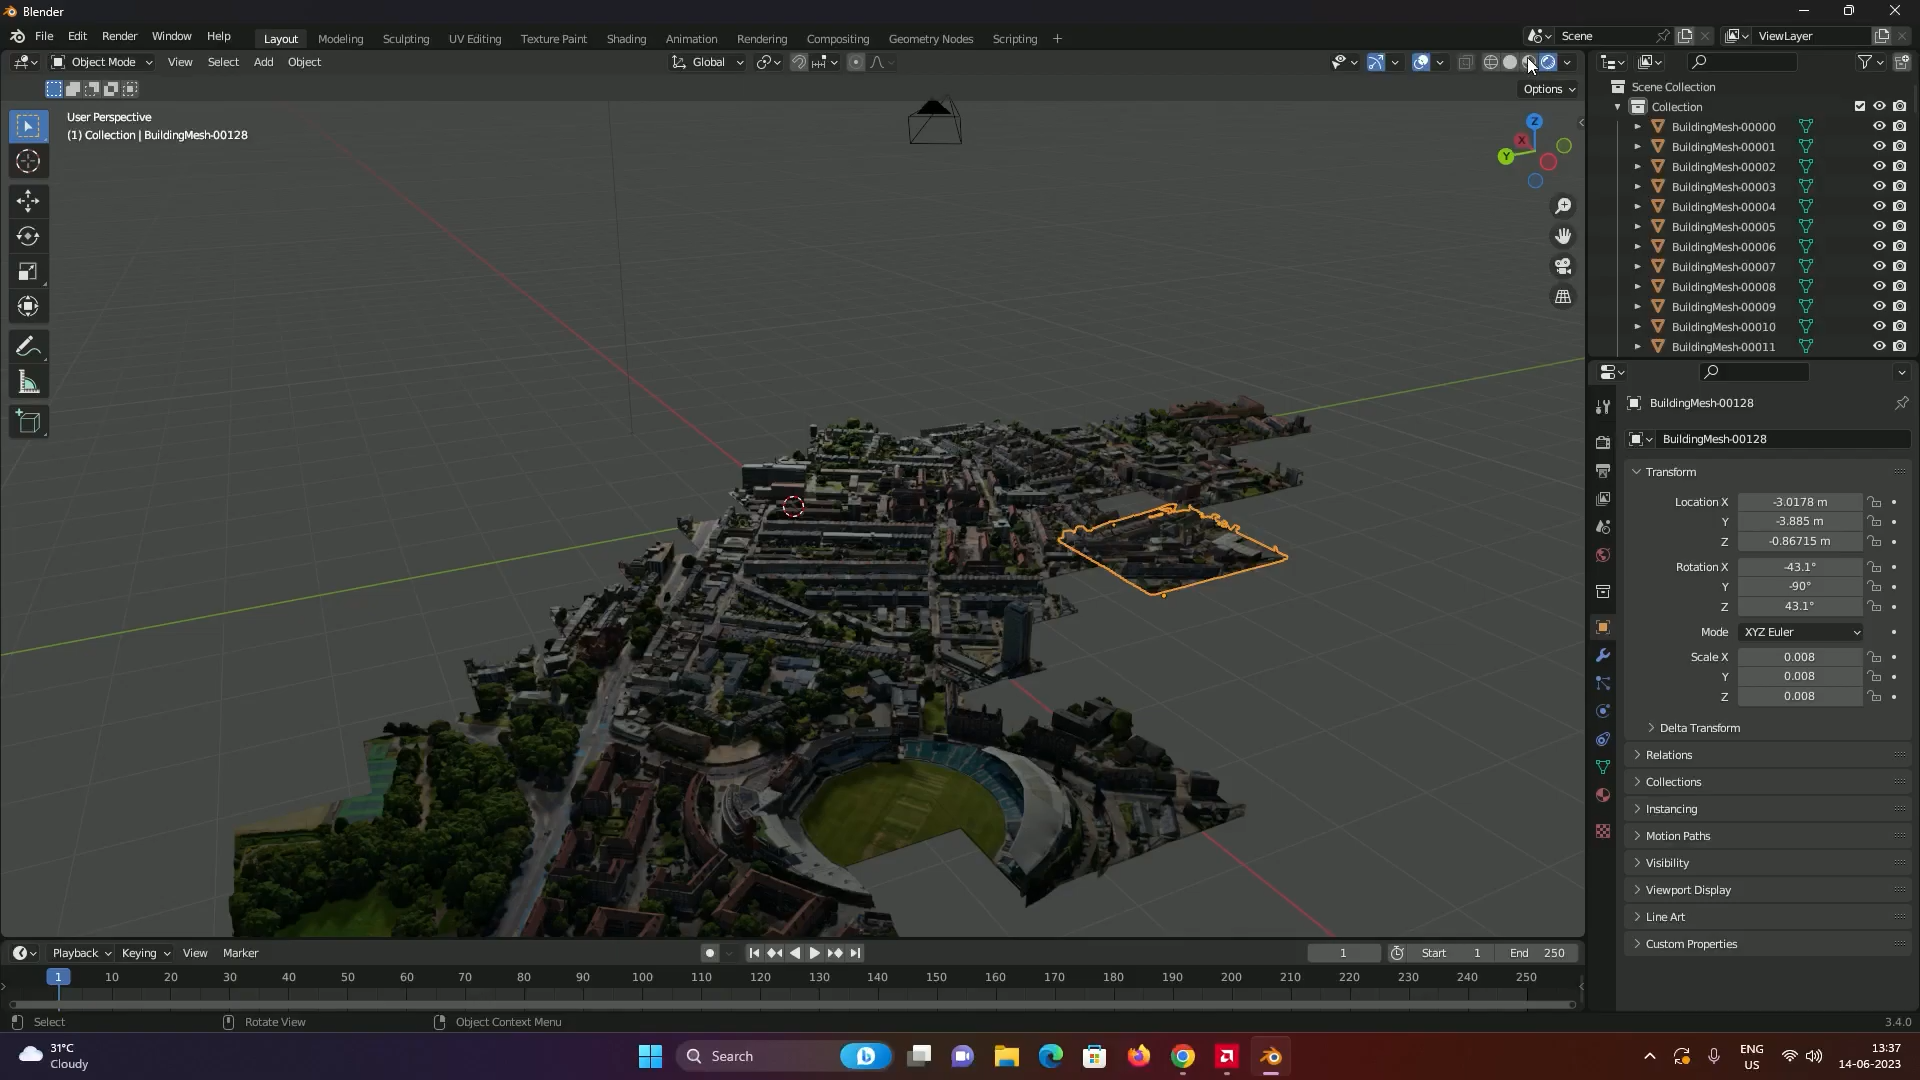 Blender
File Edit Render Window Help
Layout Modeling Sculpting UV Editing Texture Paint Shading Animation Rendering Compositing Geometry Nodes Scripting +
Scene
ViewLayer
Object Mode View Select Add Object
Global
Options
User Perspective
(1) Collection | BuildingMesh-00128
Z
X
Y
Scene Collection
Collection
BuildingMesh-00000
BuildingMesh-00001
BuildingMesh-00002
BuildingMesh-00003
BuildingMesh-00004
BuildingMesh-00005
BuildingMesh-00006
BuildingMesh-00007
BuildingMesh-00008
BuildingMesh-00009
BuildingMesh-00010
BuildingMesh-00011
BuildingMesh-00128
BuildingMesh-00128
Transform
Location X -3.0178 m
Y -3.885 m
Z -0.86715 m
Rotation X -43.1°
Y -90°
Z 43.1°
Mode XYZ Euler
Scale X 0.008
Y 0.008
Z 0.008
Delta Transform
Relations
Collections
Instancing
Motion Paths
Visibility
Viewport Display
Line Art
Custom Properties
Playback Keying View Marker
1 Start 1 End 250
1 10 20 30 40 50 60 70 80 90 100 110 120 130 140 150 160 170 180 190 200 210 220 230 240 250
Select Rotate View Object Context Menu
3.4.0
31°C
Cloudy
Search
ENG
US
13:37
14-06-2023